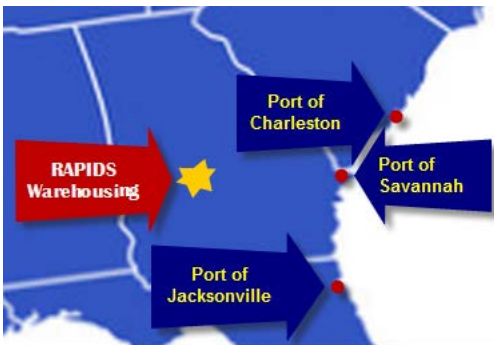 Port of
Charleston
RAPIDS
Warehousing
Port of
Savannah
Port of
Jacksonville